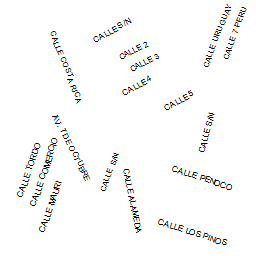 CALLE S/N
CALLE URUGUAY
CALLE 7 PERU
CALLE COSTA RICA
CALLE 2
CALLE 3
CALLE 4
CALLE 5
CALLE S/N
AV. 7 DE OCTUBRE
CALLE TORDO
CALLE COMERCIO
CALLE MAURI
CALLE S/N
CALLE ALAMEDA
CALLE PENOCO
CALLE LOS PINOS